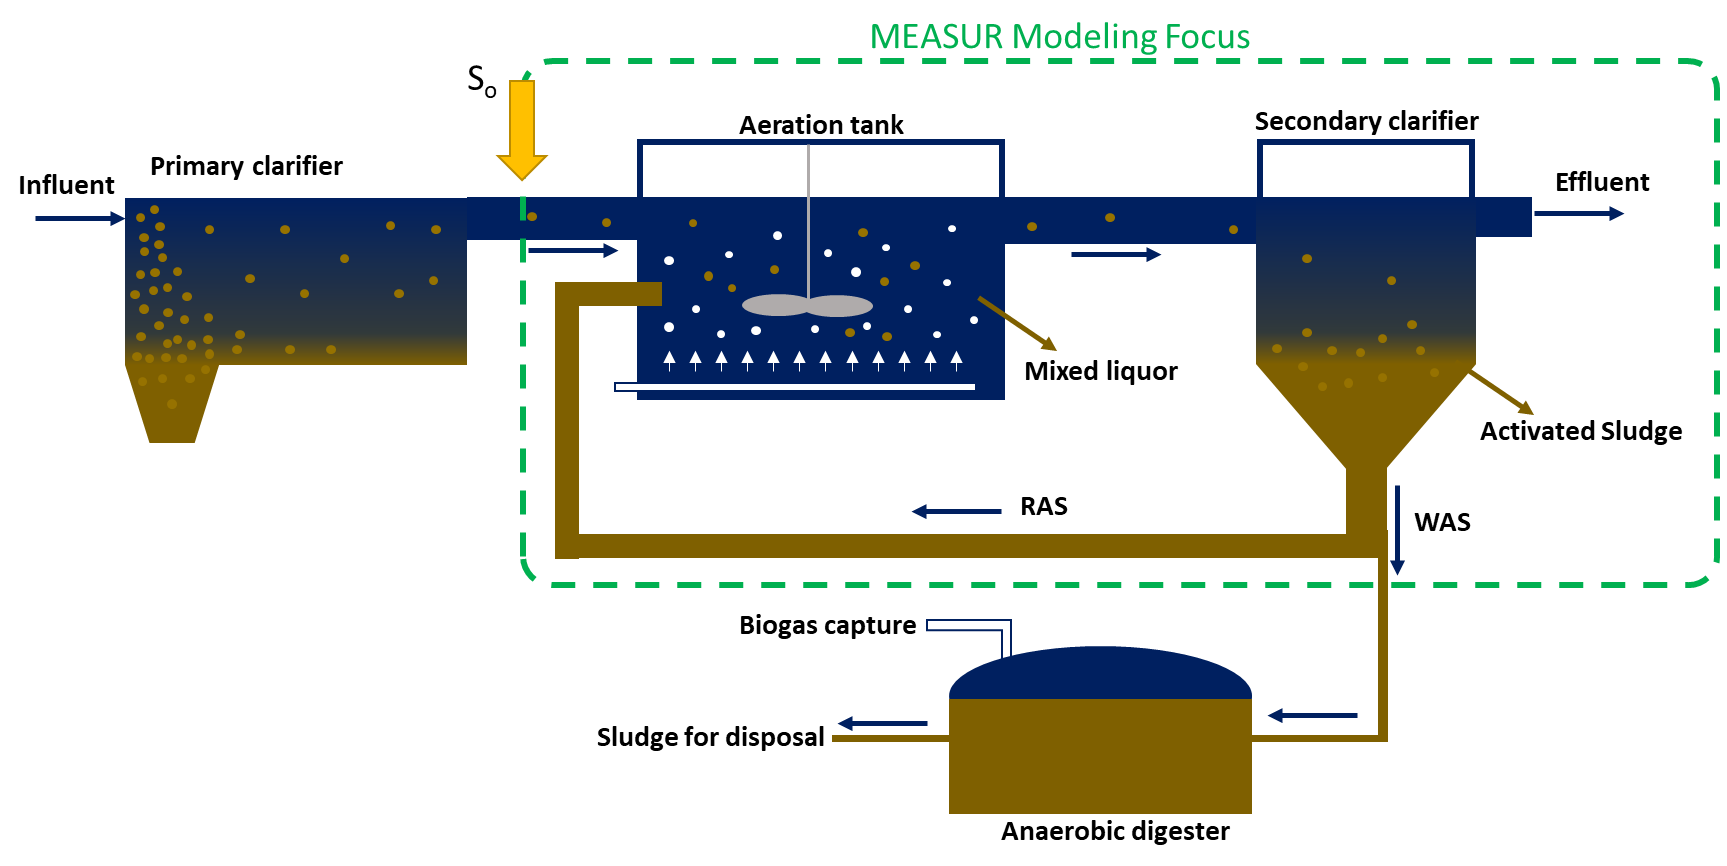 MEASUR Modeling Focus
So
Aeration tank
Secondary clarifier
Primary clarifier
Influent
Effluent
Mixed liquor
Activated Sludge
RAS
WAS
Biogas capture
Sludge for disposal
Anaerobic digester